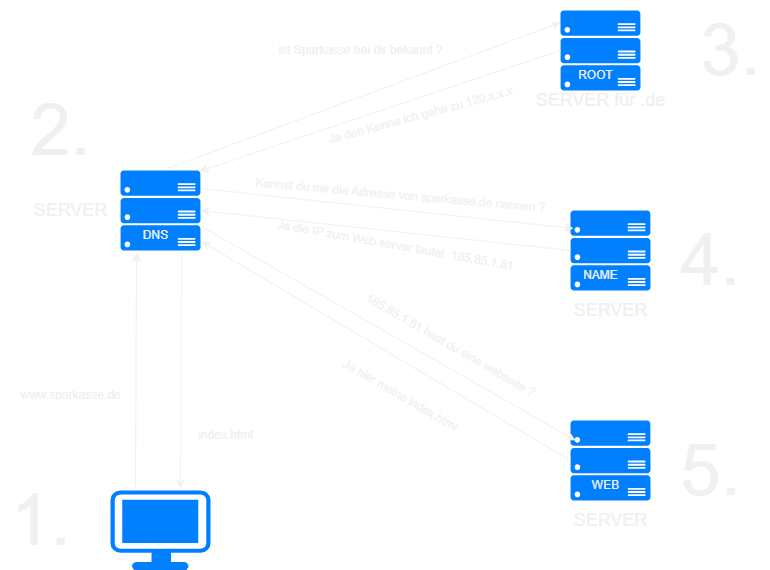 ist Sparkasse bei dir bekannt ?
3.
ROOT
SERVER für .de
Ja den Kenne ich gehe zu 120.x.x.x
2.
SERVER
DNS
Kannst du mir die Adresse von sparkasse.de nennen ?
Ja die IP zum Web server lautet 185.85.1.81
NAME
4.
SERVER
185.85.1.81 hast du eine webseite ?
Ja hier meine index.html
www.sparkasse.de
index.html
WEB
5.
SERVER
1.